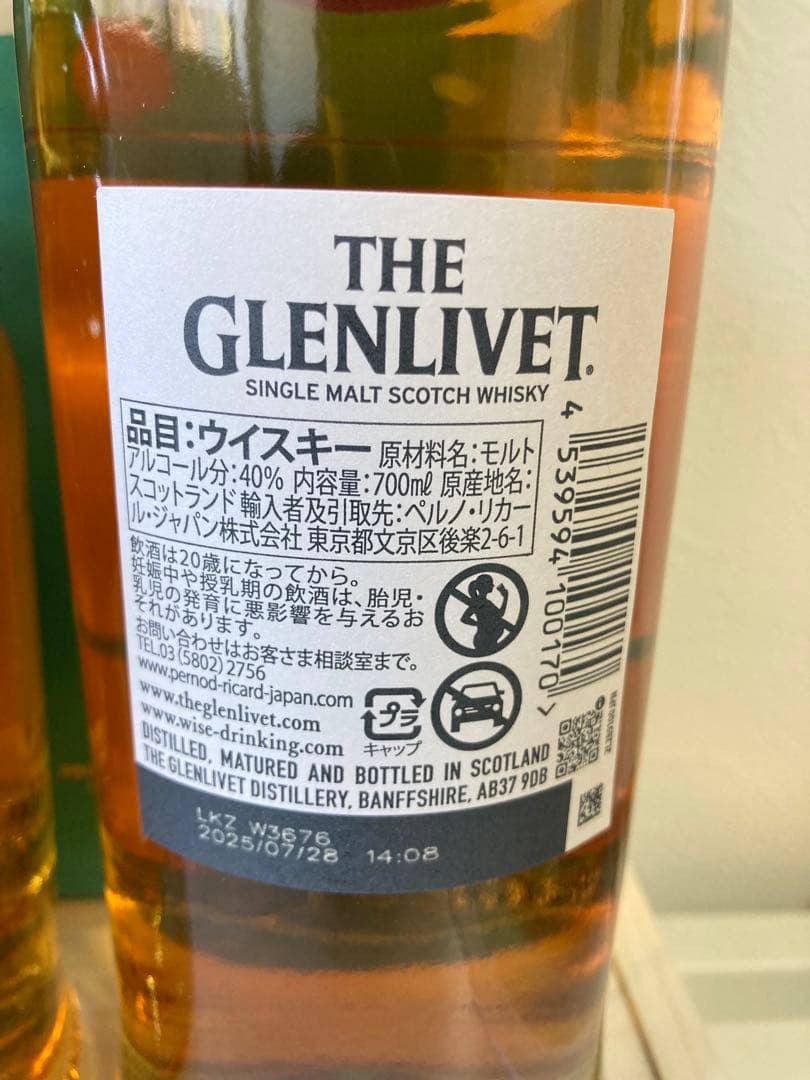 THE
GLENLIVET®
SINGLE MALT SCOTCH WHISKY
品目:ウイスキー 原材料名:モルト
アルコール分:40% 内容量:700㎖ 原産地名:
スコットランド 輸入者及引取先:ペルノ・リカー
ル・ジャパン株式会社 東京都文京区後楽2-6-1
飲酒は20歳になってから。
妊娠中や授乳期の飲酒は、胎児・
乳児の発育に悪影響を与えるお
それがあります。
お問い合わせはお客さま相談室まで。
TEL.03 (5802) 2756
www.pernod-ricard-japan.com
www.theglenlivet.com
www.wise-drinking.com
プラ
キャップ
DISTILLED, MATURED AND BOTTLED IN SCOTLAND
THE GLENLIVET DISTILLERY, BANFFSHIRE, AB37 9DB
4 539594 100170 >
LKZ W3676
2025/07/28 14:08